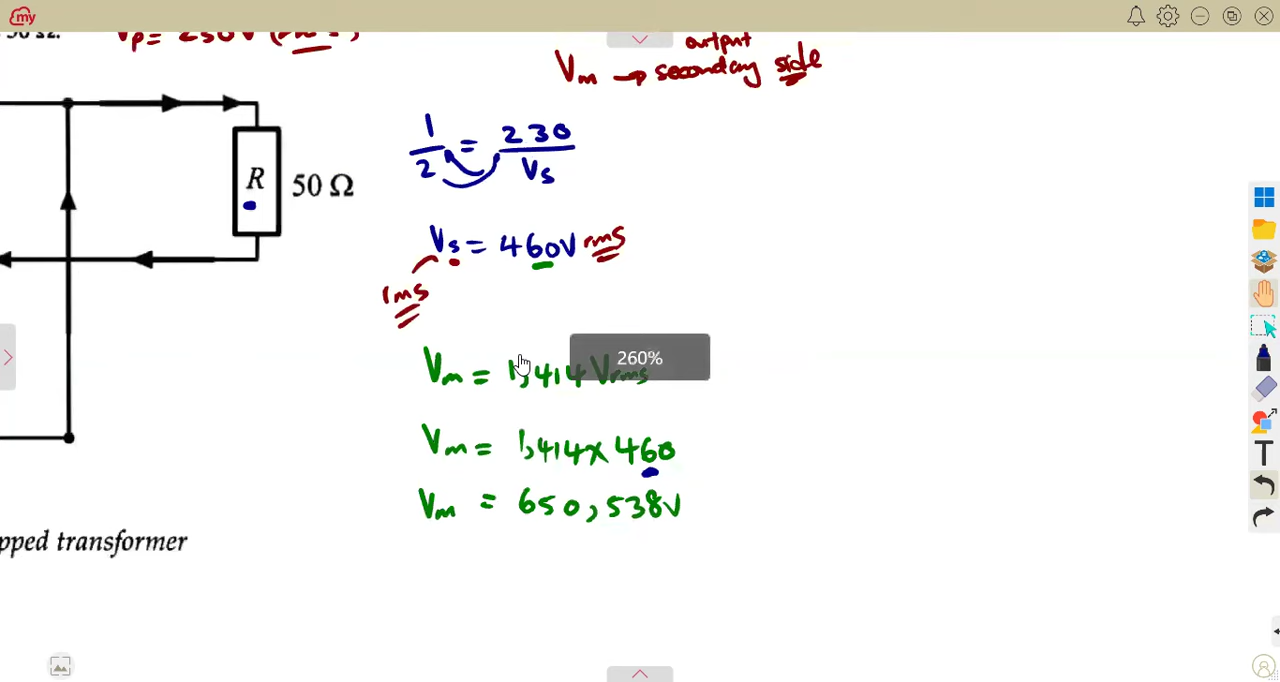 my
Vp = 230V
output
Vm → secondary side
1/2 = 230/Vs
R 50 Ω
Vs = 460V rms
rms
260%
Vm = 1,414 Vrms
Vm = 1,414 x 460
Vm = 650,538V
pped transformer
T